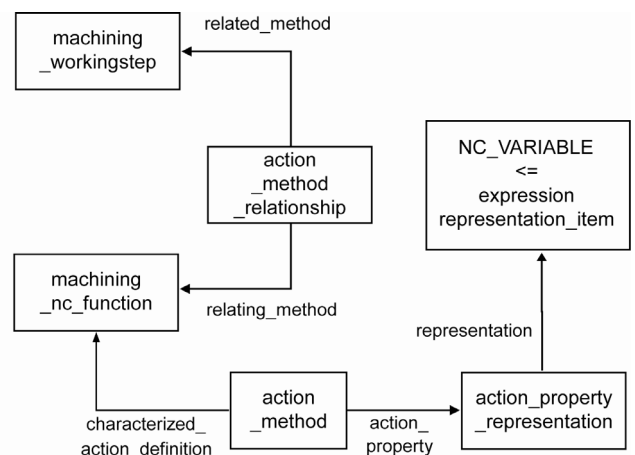 related_method
machining
_workingstep
action
_method
_relationship
NC_VARIABLE
<=
expression
representation_item
machining
_nc_function
relating_method
representation
action
_method
action_property
_representation
characterized_
action_definition
action_
property